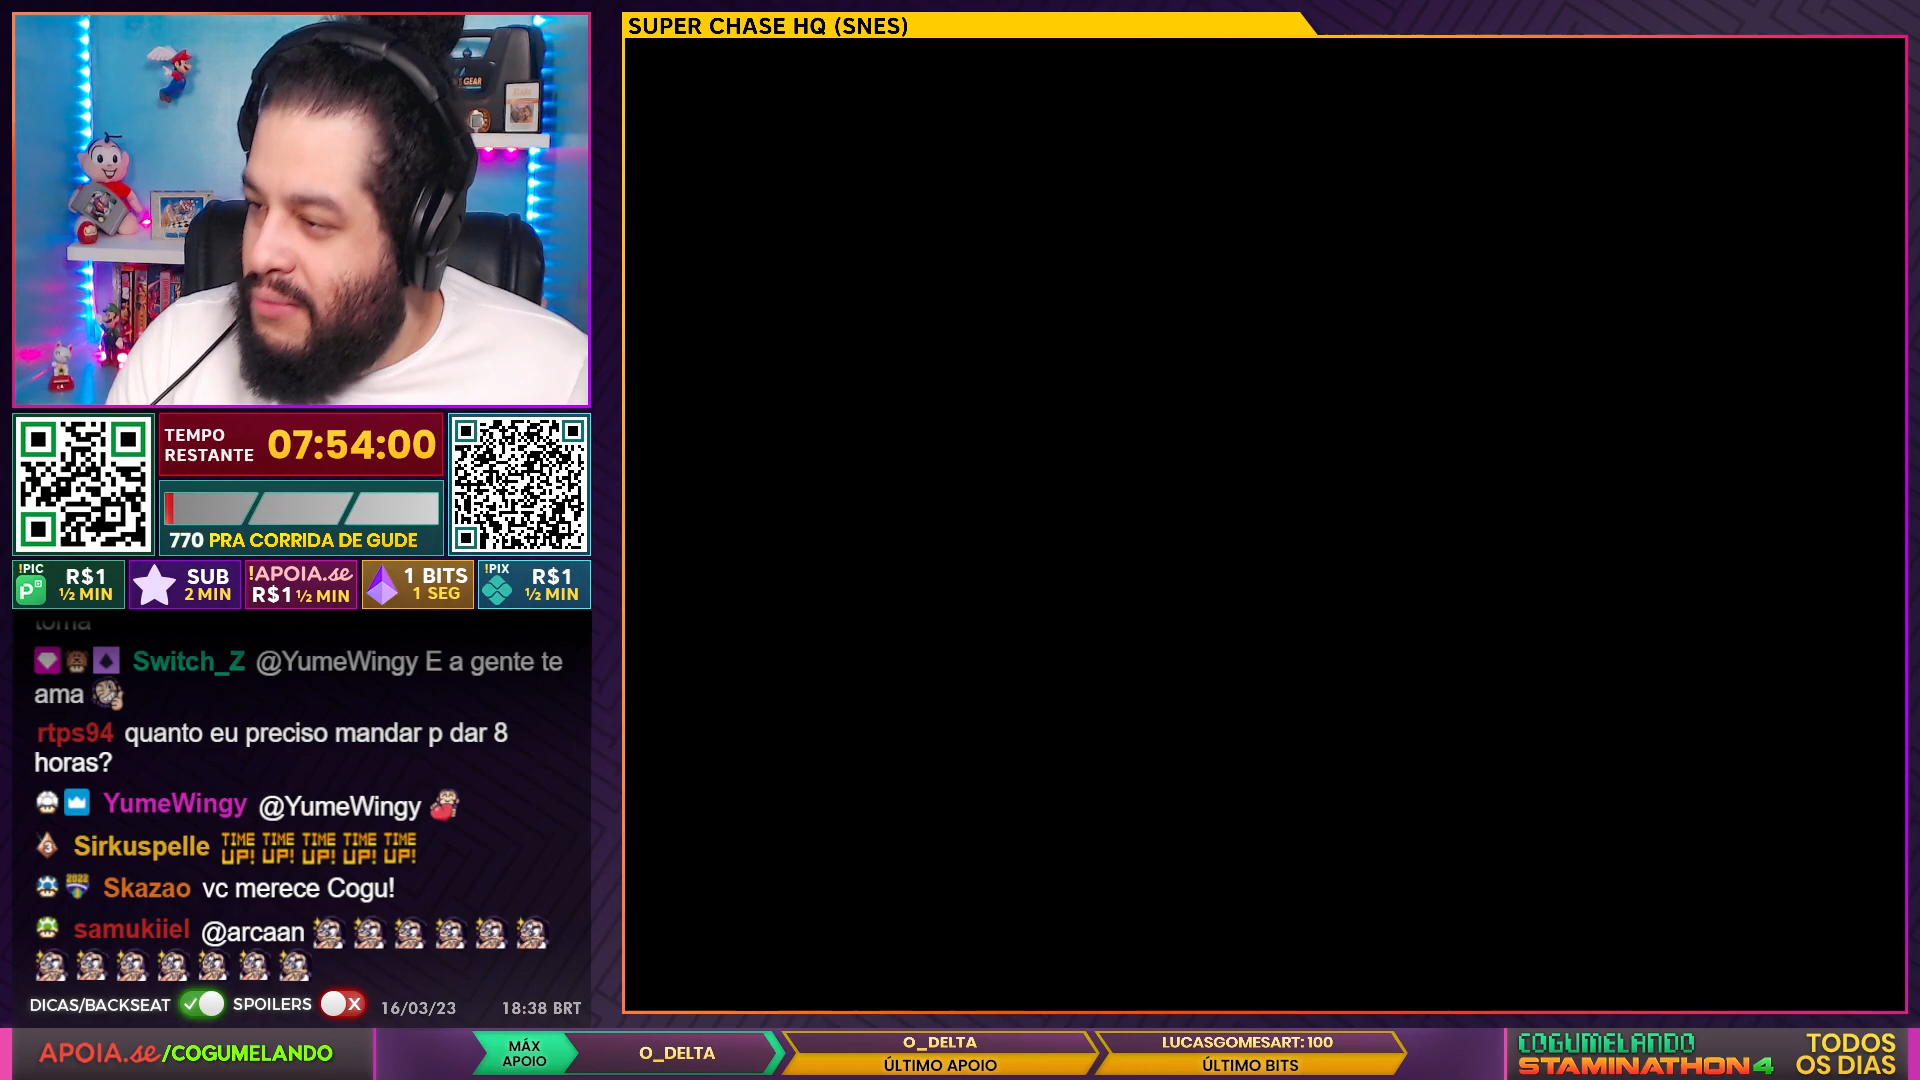 SUPER CHASE HQ (SNES)
GEAR
TEMPO
RESTANTE
07:54:00
770 PRA CORRIDA DE GUDE
!PIC
R$1
½ MIN
SUB
2 MIN
!APOIA.se
R$1 ½ MIN
1 BITS
1 SEG
!PIX
R$1
½ MIN
toma
Switch_Z @YumeWingy E a gente te
ama
rtps94 quanto eu preciso mandar p dar 8
horas?
YumeWingy @YumeWingy
3 Sirkuspelle TIME UP! TIME UP! TIME UP! TIME UP! TIME UP!
2022 Skazao vc merece Cogu!
samukiiel @arcaan
DICAS/BACKSEAT
SPOILERS X
16/03/23
18:38 BRT
APOIA.se/COGUMELANDO
MÁX
APOIO
O_DELTA
O_DELTA
ÚLTIMO APOIO
LUCASGOMESART: 100
ÚLTIMO BITS
COGUMELANDO
STAMINATHON 4
TODOS
OS DIAS